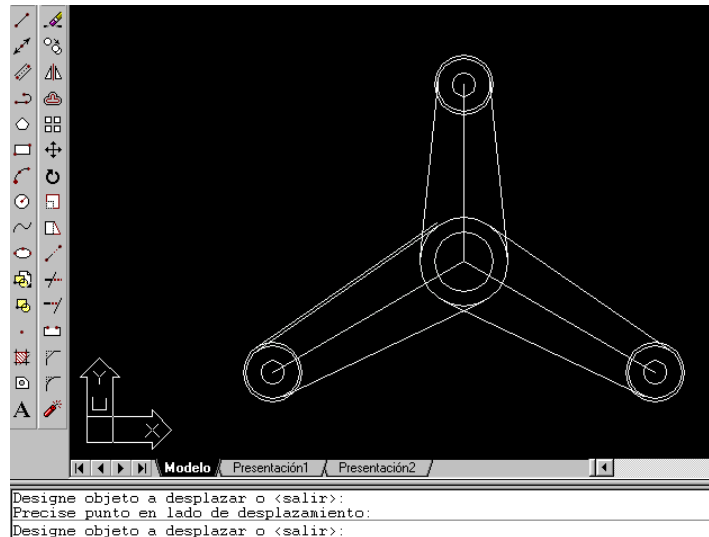 A
Y
X
Modelo Presentación1 Presentación2
Designe objeto a desplazar o <salir>:
Precise punto en lado de desplazamiento:
Designe objeto a desplazar o <salir>: